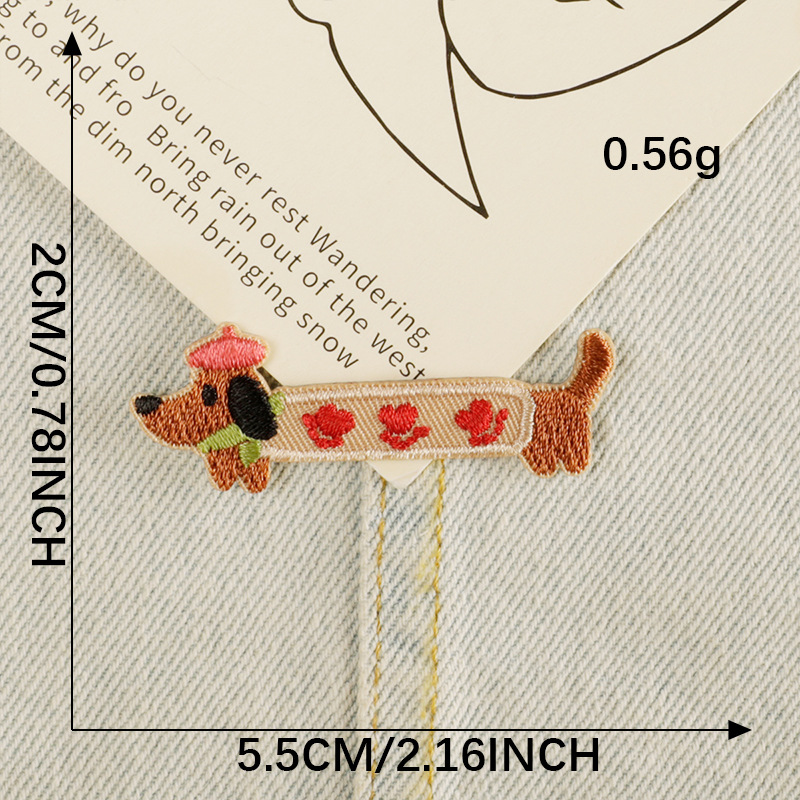 why do you never rest Wandering,
g to and fro Bring rain out of the west
rom the dim north bringing snow
0.56g
2CM/0.78INCH
5.5CM/2.16INCH